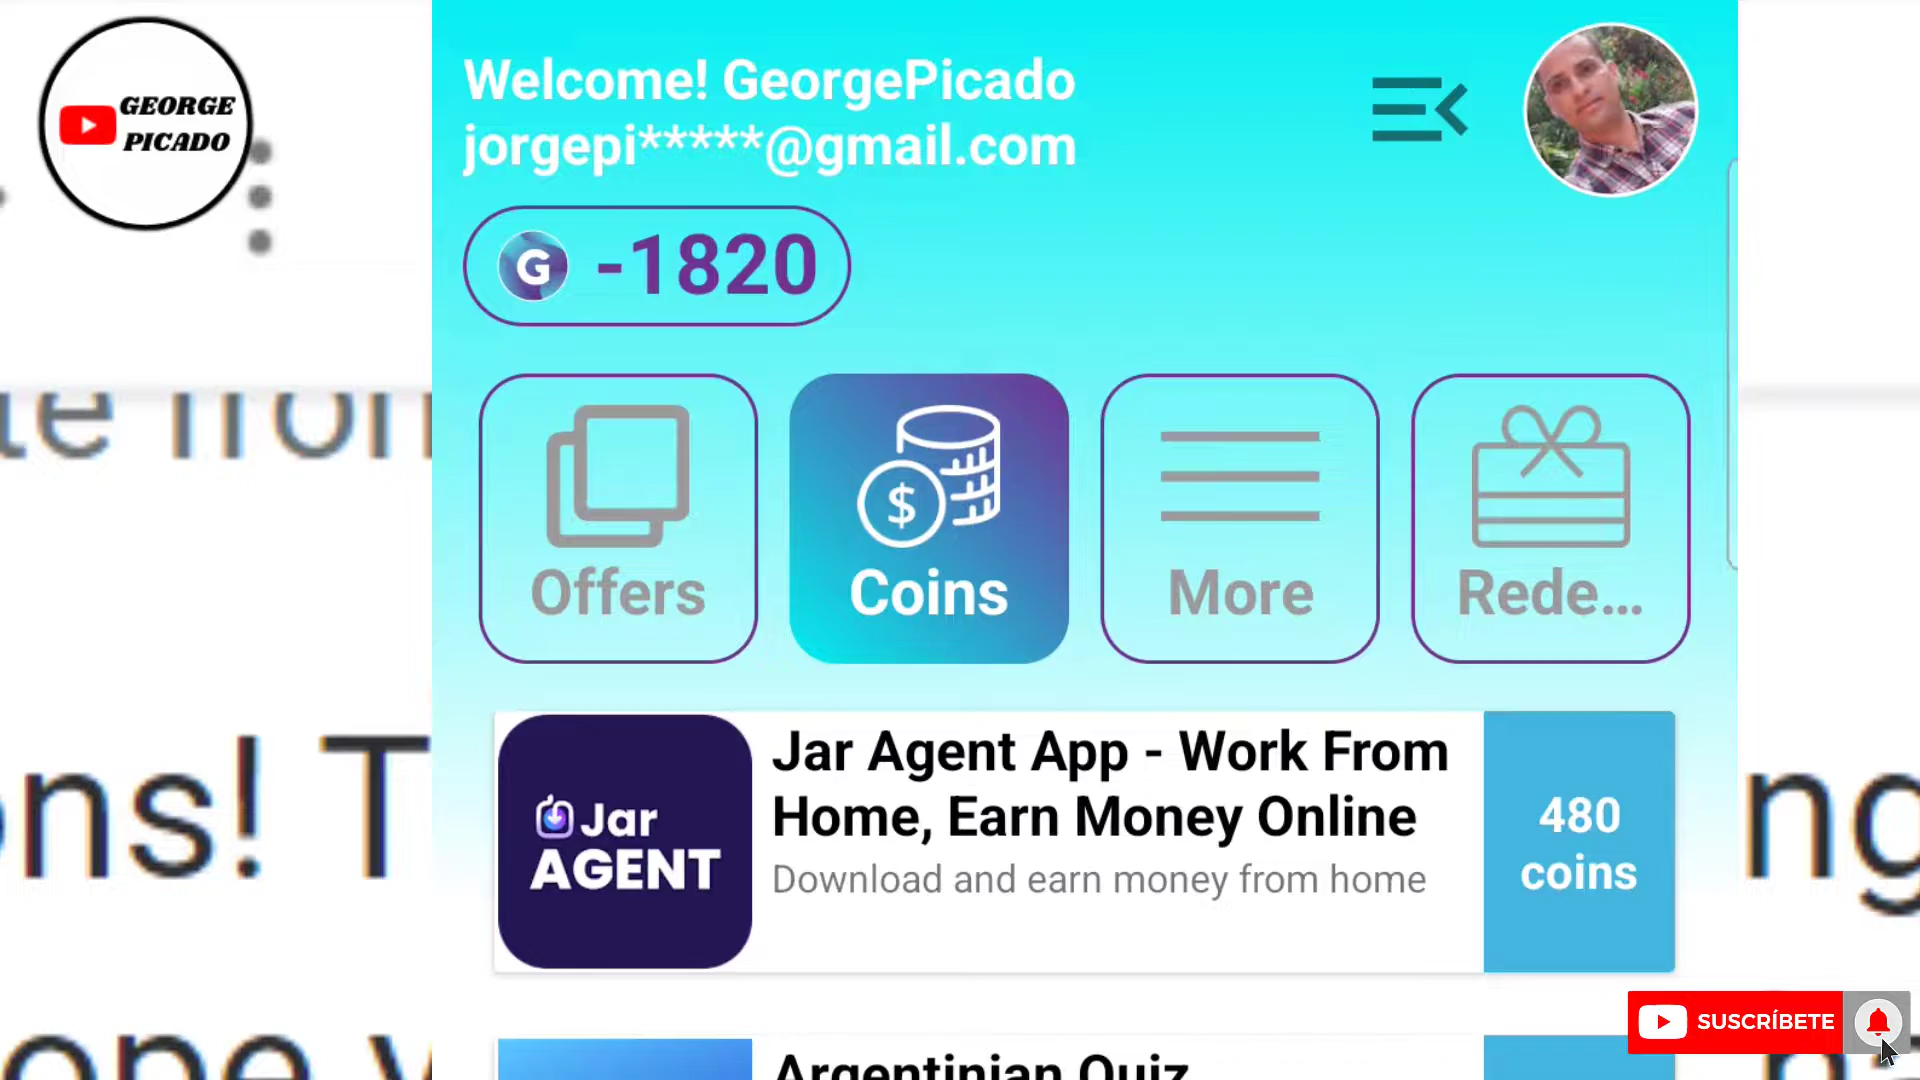 GEORGE
PICADO
Welcome! GeorgePicado
jorgepi*****@gmail.com
G -1820
Offers
Coins
More
Rede...
Jar
AGENT
Jar Agent App - Work From
Home, Earn Money Online
Download and earn money from home
480
coins
Argentinian Quiz
SUSCRÍBETE